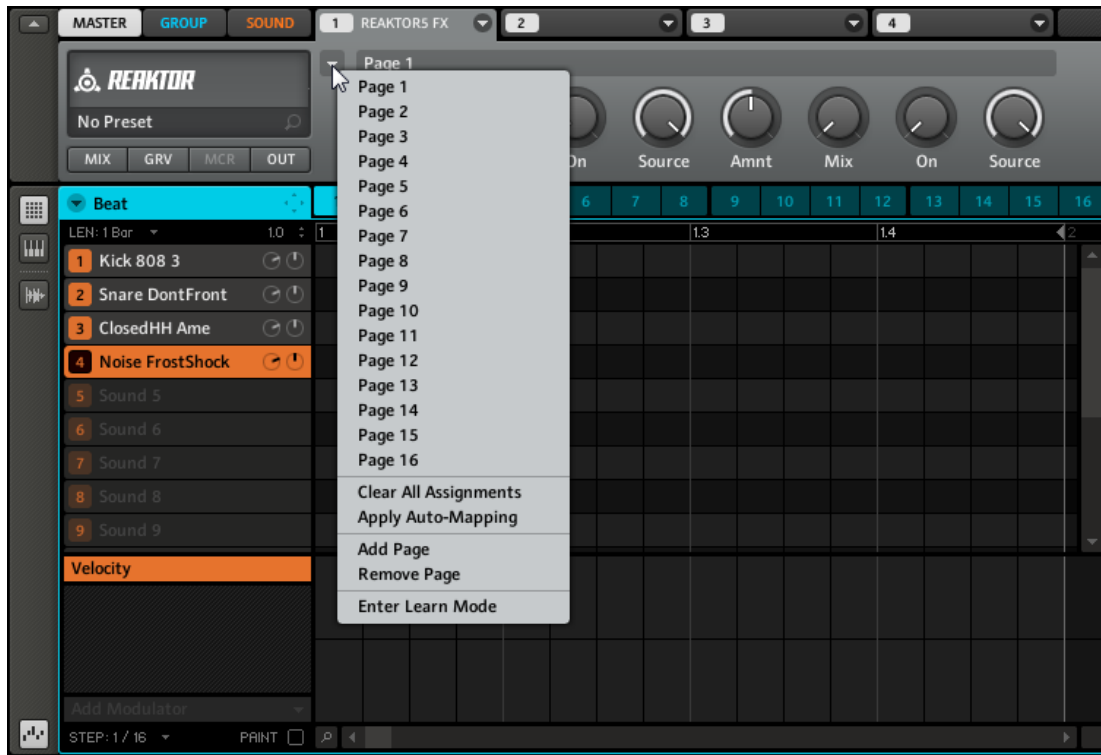 MASTER GROUP SOUND 1 REAKTOR5 FX 2 3 4
Page 1
REAKTOR
No Preset
MIX GRV MCR OUT
On Source Amnt Mix On Source
Page 1
Page 2
Page 3
Page 4
Page 5
Page 6
Page 7
Page 8
Page 9
Page 10
Page 11
Page 12
Page 13
Page 14
Page 15
Page 16
Clear All Assignments
Apply Auto-Mapping
Add Page
Remove Page
Enter Learn Mode
Beat 6 7 8 9 10 11 12 13 14 15 16
LEN: 1 Bar 1.0 1 1.3 1.4 2
1 Kick 808 3
2 Snare DontFront
3 ClosedHH Ame
4 Noise FrostShock
5 Sound 5
6 Sound 6
7 Sound 7
8 Sound 8
9 Sound 9
Velocity
Add Modulator
STEP: 1 / 16 PAINT